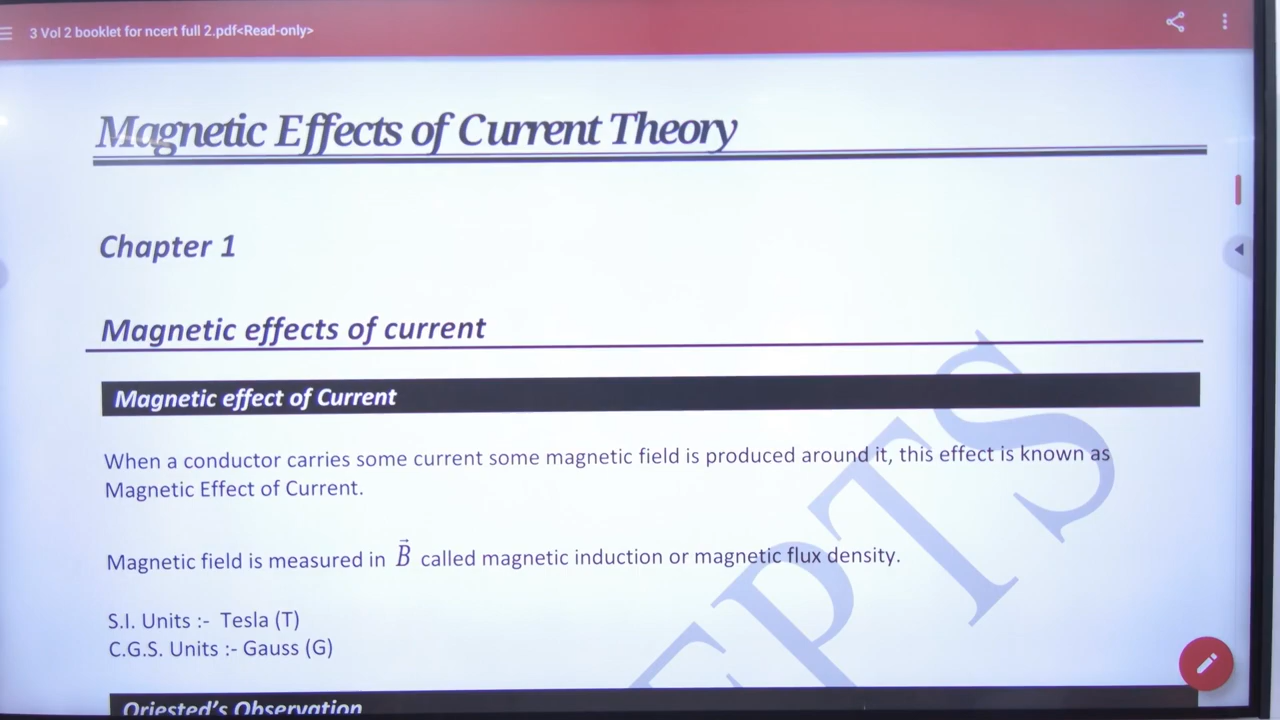 3 Vol 2 booklet for ncert full 2.pdf<Read-only>
Magnetic Effects of Current Theory
Chapter 1
Magnetic effects of current
Magnetic effect of Current
When a conductor carries some current some magnetic field is produced around it, this effect is known as
Magnetic Effect of Current.
Magnetic field is measured in B⃗ called magnetic induction or magnetic flux density.
S.I. Units :- Tesla (T)
C.G.S. Units :- Gauss (G)
Oriested's Observation